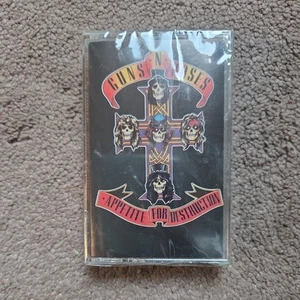 GUNS N' ROSES
APPETITE FOR DESTRUCTION